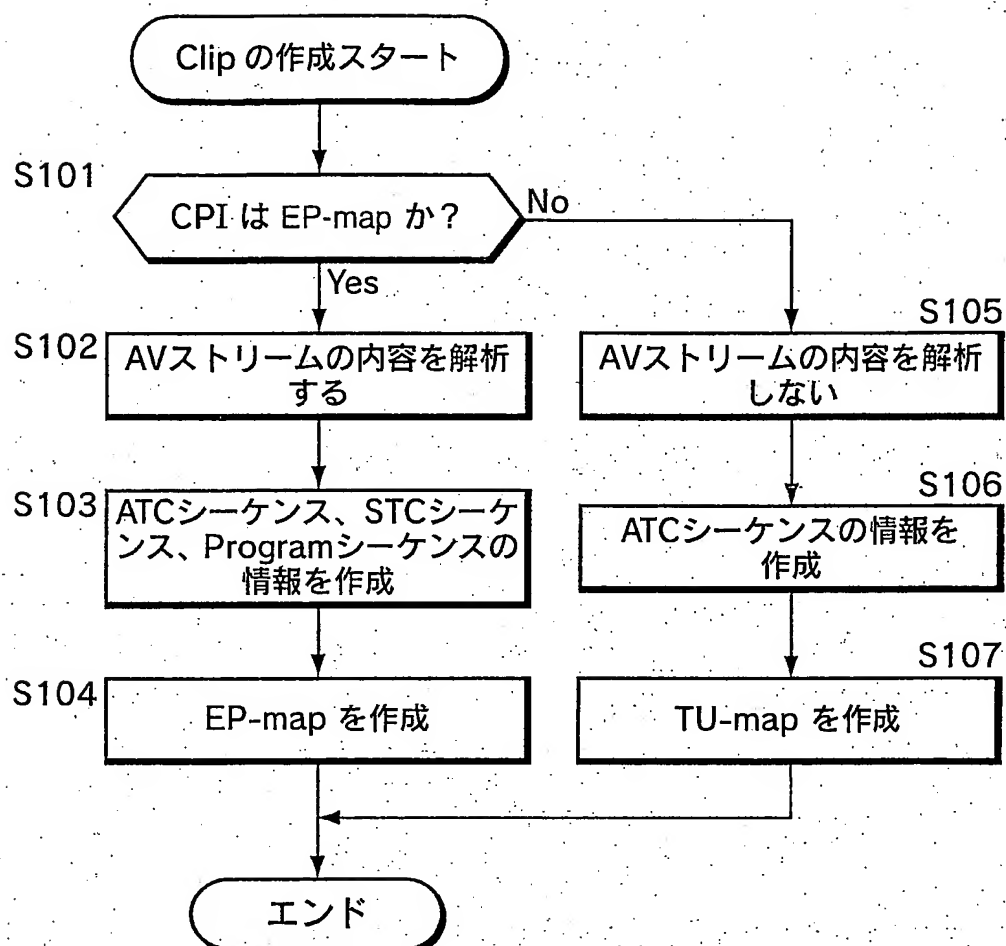 Clip の作成スタート
S101
CPI は EP-map か？
No
Yes
S102
AVストリームの内容を解析
する
S103
ATCシーケンス、STCシーケ
ンス、Programシーケンスの
情報を作成
S104
EP-map を作成
S105
AVストリームの内容を解析
しない
S106
ATCシーケンスの情報を
作成
S107
TU-map を作成
エンド